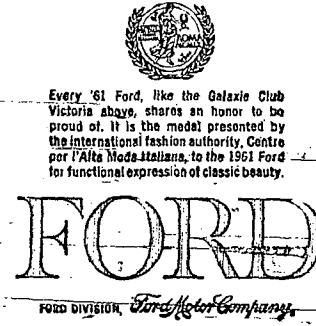 ROMA
Every '61 Ford, like the Galaxie Club
Victoria above, shares an honor to be
proud of. It is the medal presented by
the international fashion authority, Centro
per l'Alta Moda Italiana, to the 1961 Ford
for functional expression of classic beauty.
FORD
FORD DIVISION, Ford Motor Company,